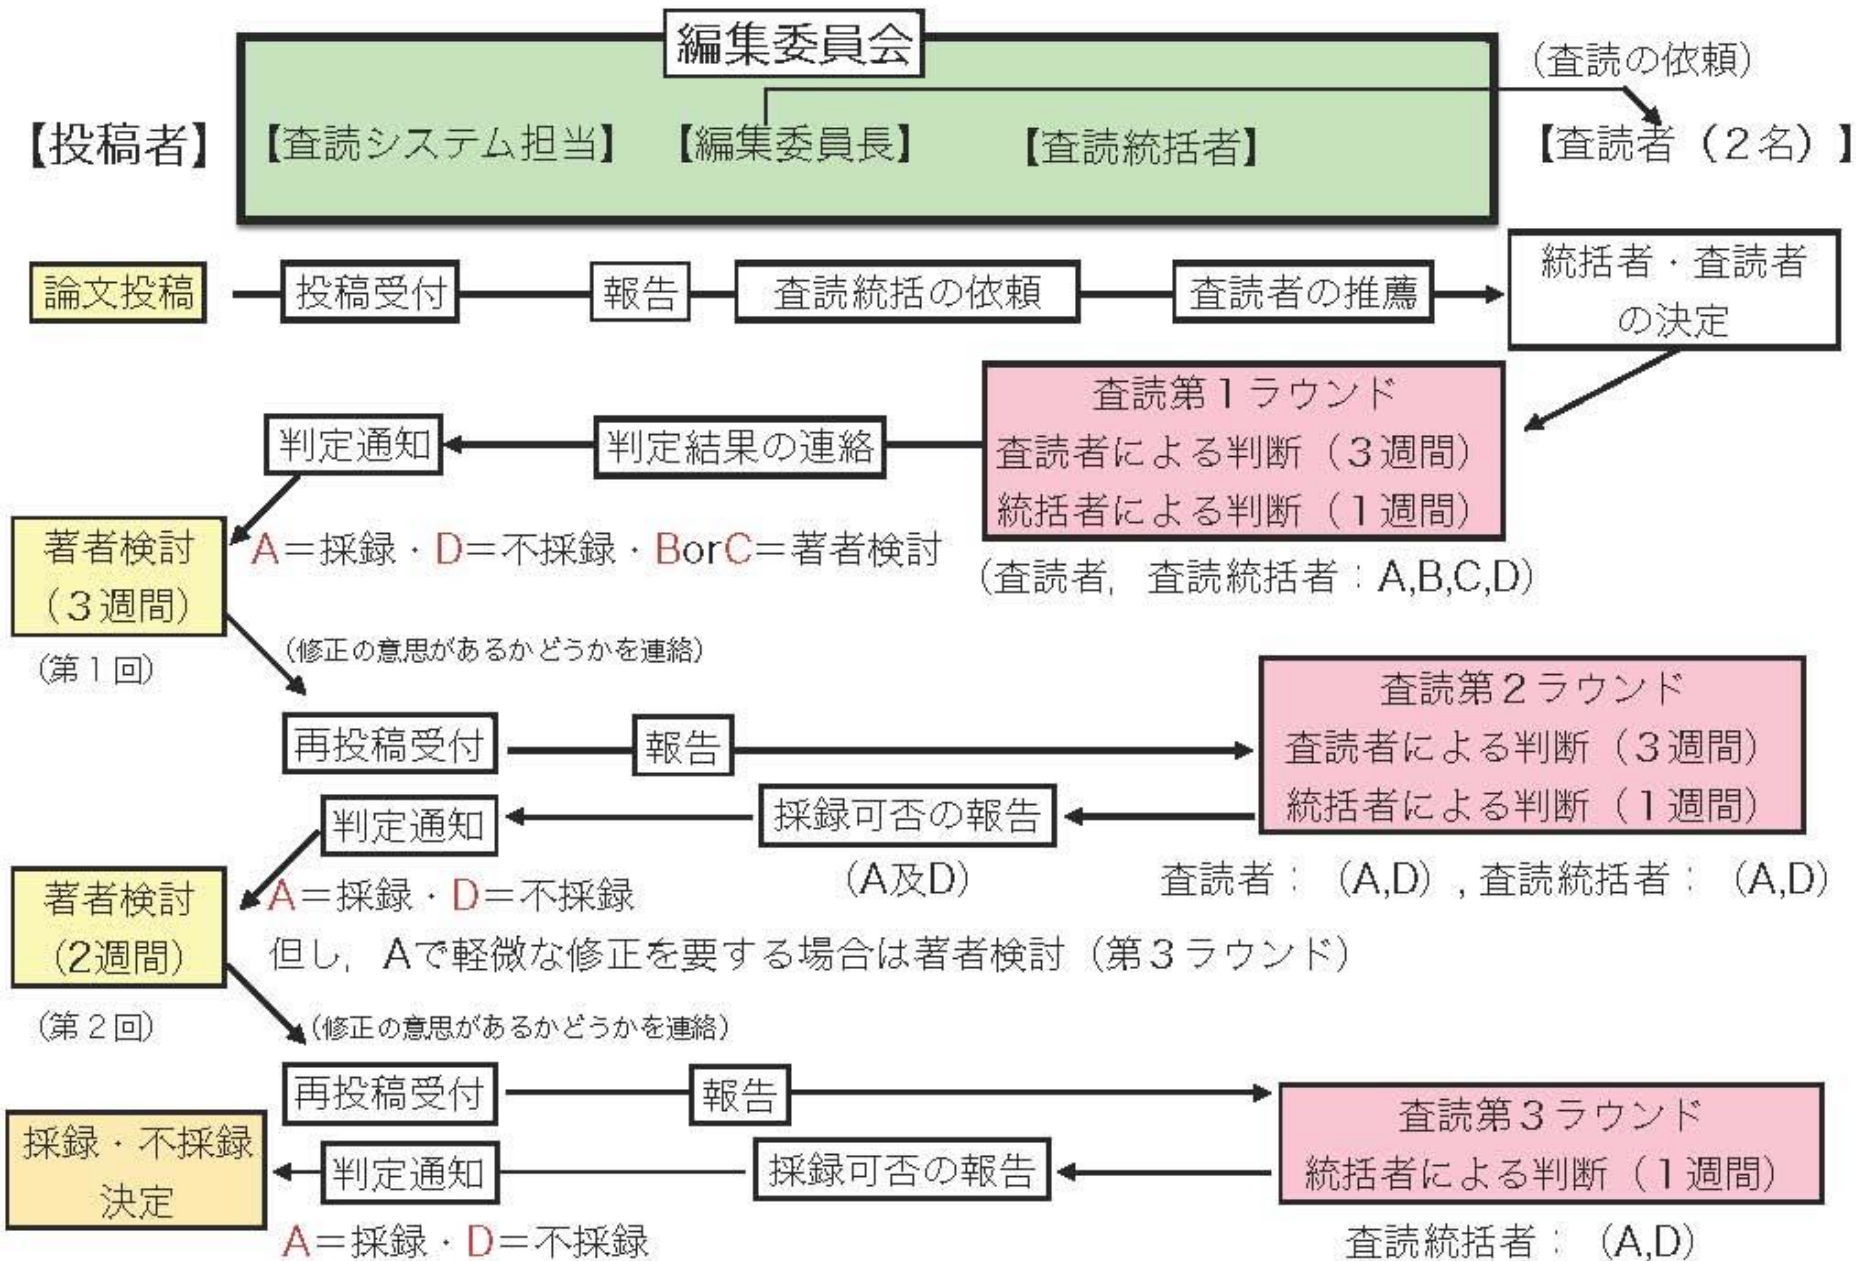 編集委員会
(査読の依頼)
【投稿者】
【査読システム担当】
【編集委員長】
【査読統括者】
【査読者(2名)】
論文投稿
投稿受付
報告
査読統括の依頼
査読者の推薦
統括者・査読者
の決定
査読第1ラウンド
査読者による判断(3週間)
統括者による判断(1週間)
(査読者, 査読統括者:A,B,C,D)
判定結果の連絡
判定通知
著者検討
(3週間)
(第1回)
A=採録・D=不採録・BorC=著者検討
(修正の意思があるかどうかを連絡)
再投稿受付
報告
査読第2ラウンド
査読者による判断(3週間)
統括者による判断(1週間)
査読者:(A,D),査読統括者:(A,D)
採録可否の報告
(A及びD)
判定通知
著者検討
(2週間)
(第2回)
A=採録・D=不採録
但し, Aで軽微な修正を要する場合は著者検討(第3ラウンド)
(修正の意思があるかどうかを連絡)
再投稿受付
報告
査読第3ラウンド
統括者による判断(1週間)
査読統括者:(A,D)
採録可否の報告
判定通知
採録・不採録
決定
A=採録・D=不採録